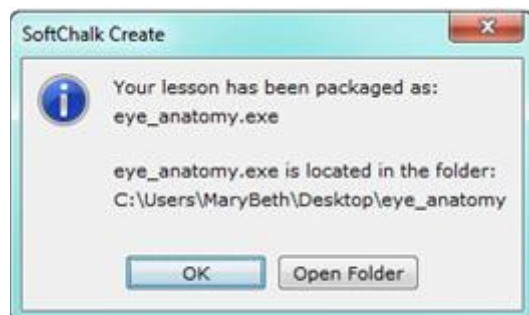 SoftChalk Create
Your lesson has been packaged as:
eye_anatomy.exe
eye_anatomy.exe is located in the folder:
C:\Users\MaryBeth\Desktop\eye_anatomy
OK
Open Folder